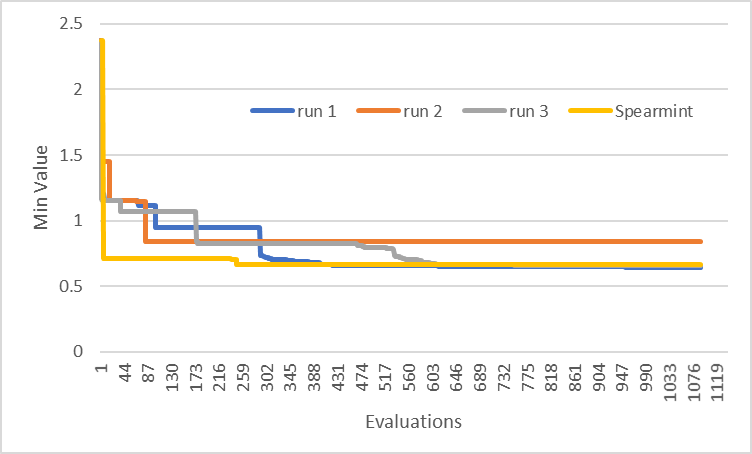 2.5
2
1.5
1
0.5
0
Min Value
run 1 run 2 run 3 Spearmint
1 44 87 130 173 216 259 302 345 388 431 474 517 560 603 646 689 732 775 818 861 904 947 990 1033 1076 1119
Evaluations